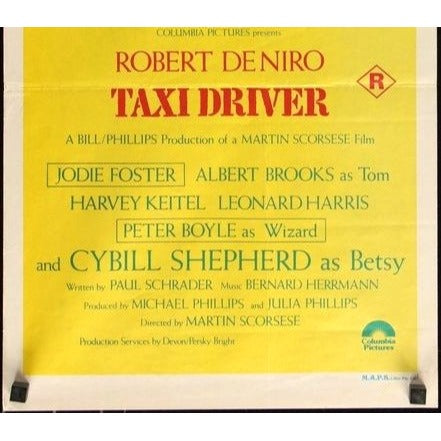 COLUMBIA PICTURES presents
ROBERT DE NIRO
R
TAXI DRIVER
A BILL/PHILLIPS Production of a MARTIN SCORSESE Film
JODIE FOSTER ALBERT BROOKS as Tom
HARVEY KEITEL LEONARD HARRIS
PETER BOYLE as Wizard
and CYBILL SHEPHERD as Betsy
Written by PAUL SCHRADER Music BERNARD HERRMANN
Produced by MICHAEL PHILLIPS and JULIA PHILLIPS
Directed by MARTIN SCORSESE
Production Services by Devon/Persky-Bright
Columbia
Pictures
M.A.P.S.